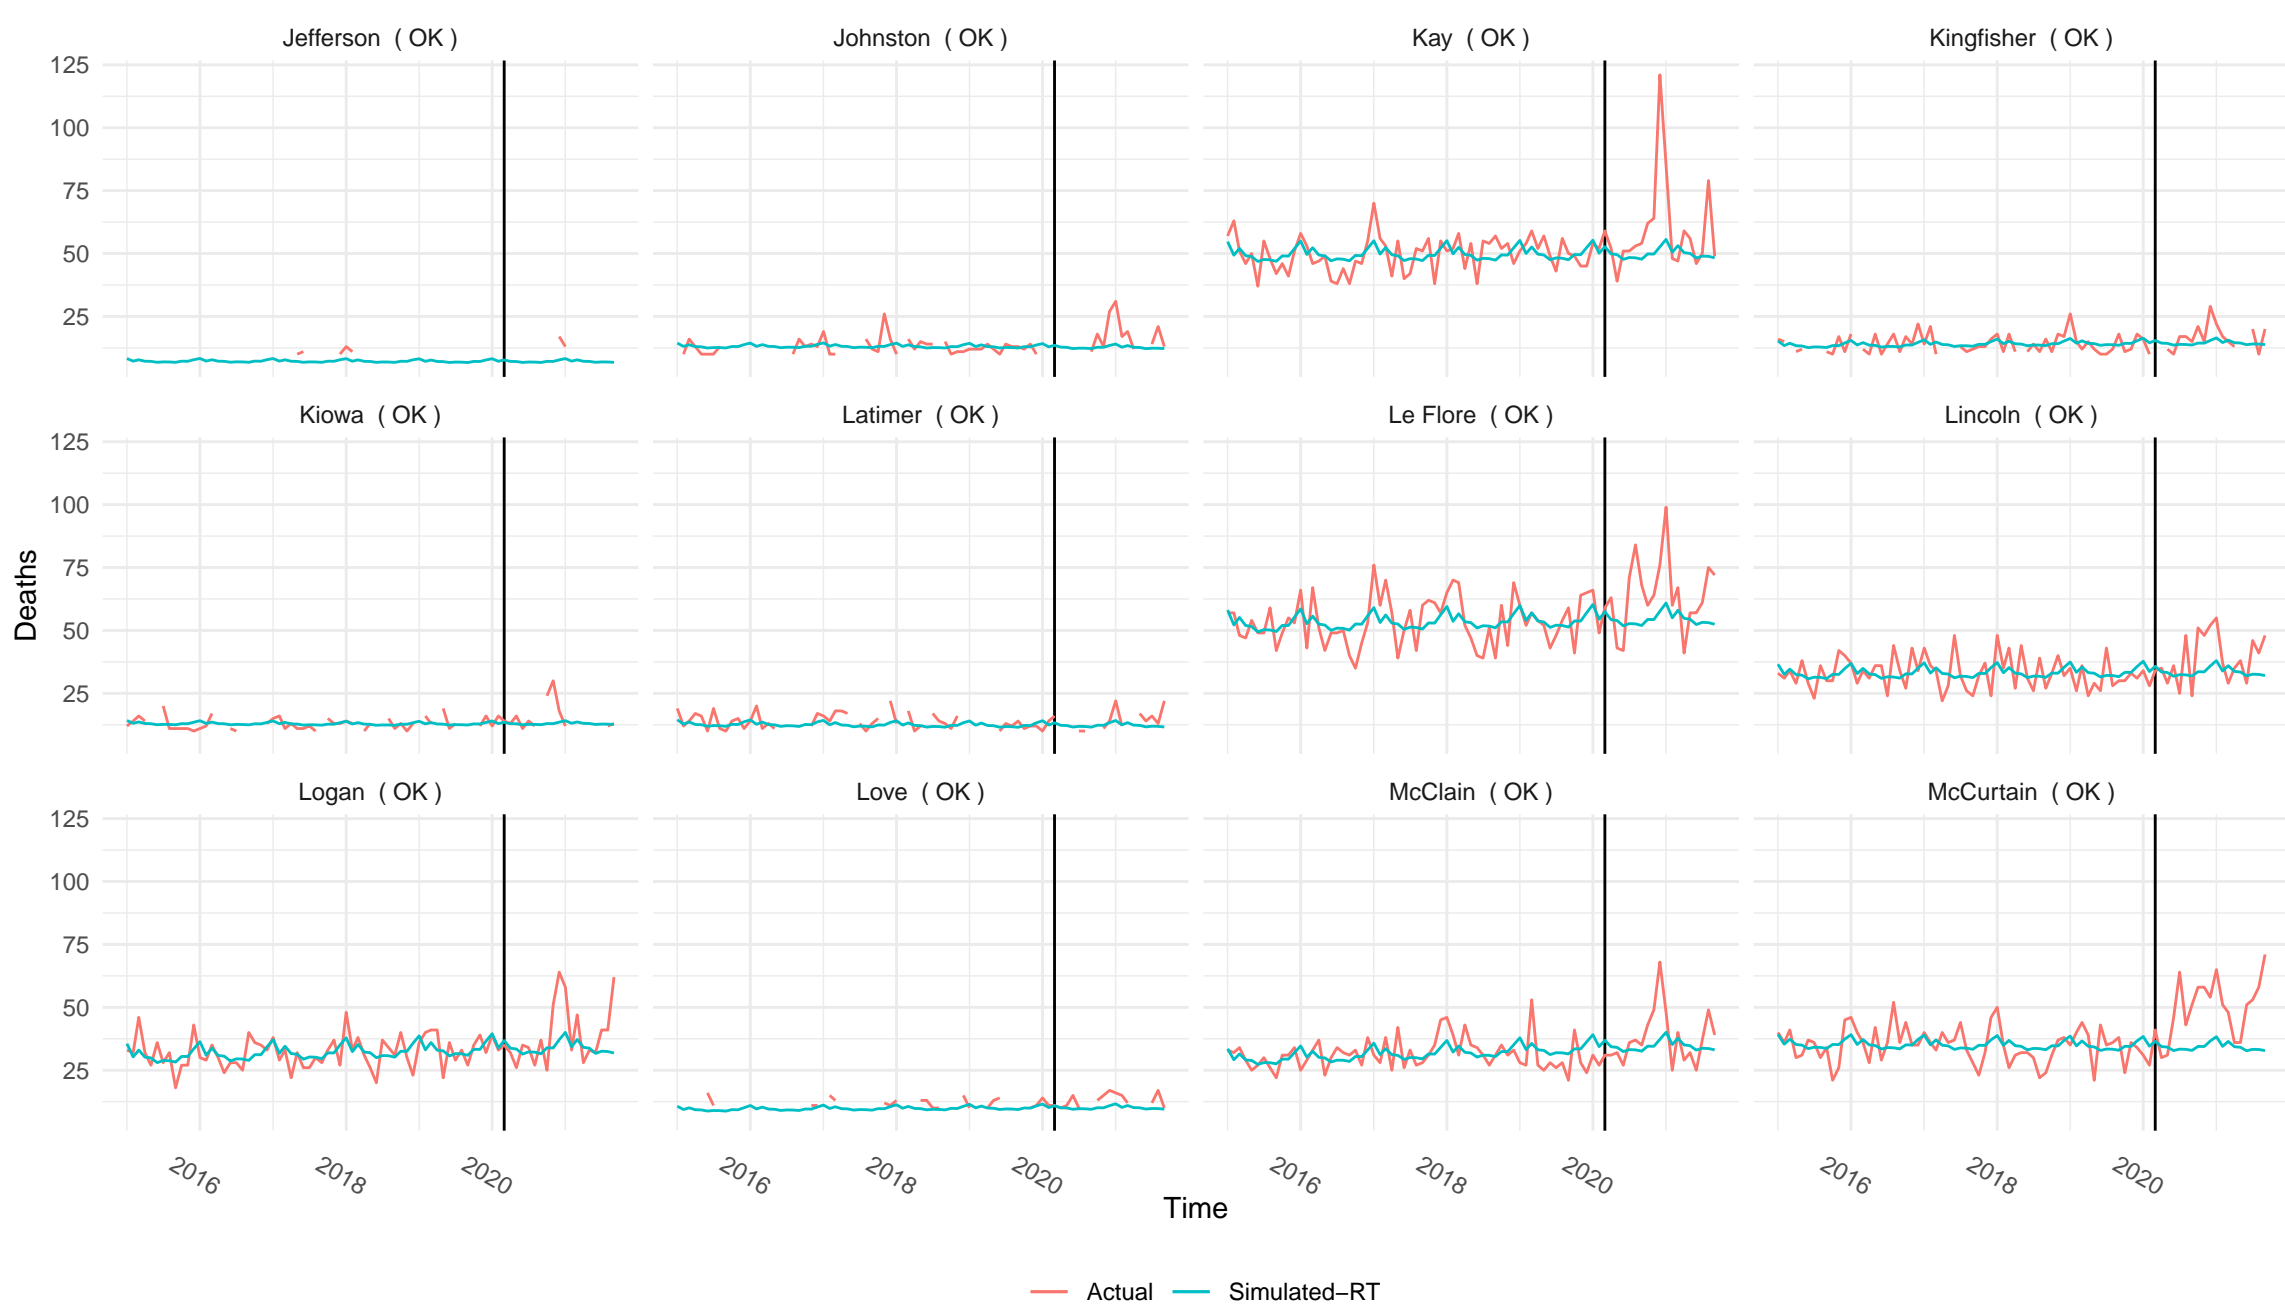 Jefferson ( OK )
Johnston ( OK )
Kay ( OK )
Kingfisher ( OK )
125
100
75
50
25
Kiowa ( OK )
Latimer ( OK )
Le Flore ( OK )
Lincoln ( OK )
125
100
75
50
25
Deaths
Logan ( OK )
Love ( OK )
McClain ( OK )
McCurtain ( OK )
125
100
75
50
25
2016 2018 2020
2016 2018 2020
2016 2018 2020
2016 2018 2020
Time
Actual Simulated−RT